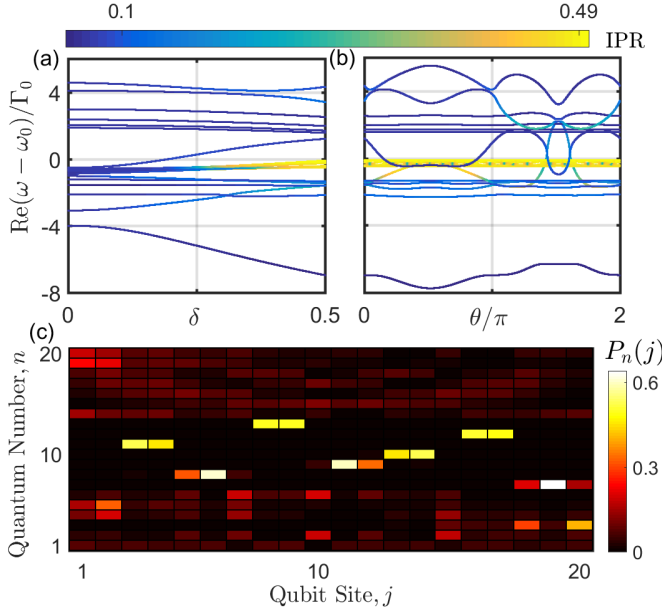 0.1 0.49
IPR
(a) (b)
Re(ω − ω₀)/Γ₀
4
0
-4
-8
0 δ 0.5
0 θ/π 2
(c)
Quantum Number, n
20
10
1
1 10 20
Qubit Site, j
Pₙ(j)
0.6
0.3
0